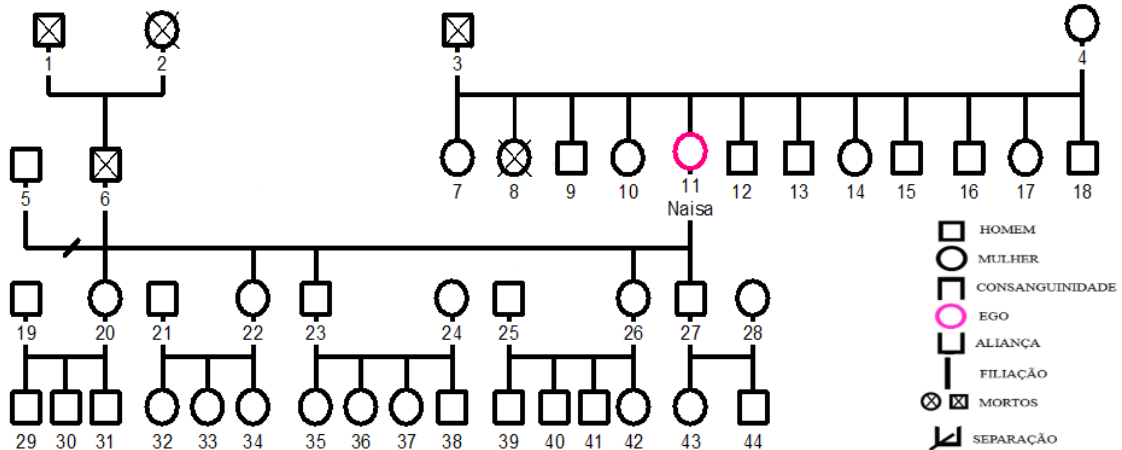 1 2 3 4
5 6 7 8 9 10 11 12 13 14 15 16 17 18
Naisa
19 20 21 22 23 24 25 26 27 28
29 30 31 32 33 34 35 36 37 38 39 40 41 42 43 44
HOMEM
MULHER
CONSANGUINIDADE
EGO
ALIANÇA
FILIAÇÃO
MORTOS
SEPARAÇÃO